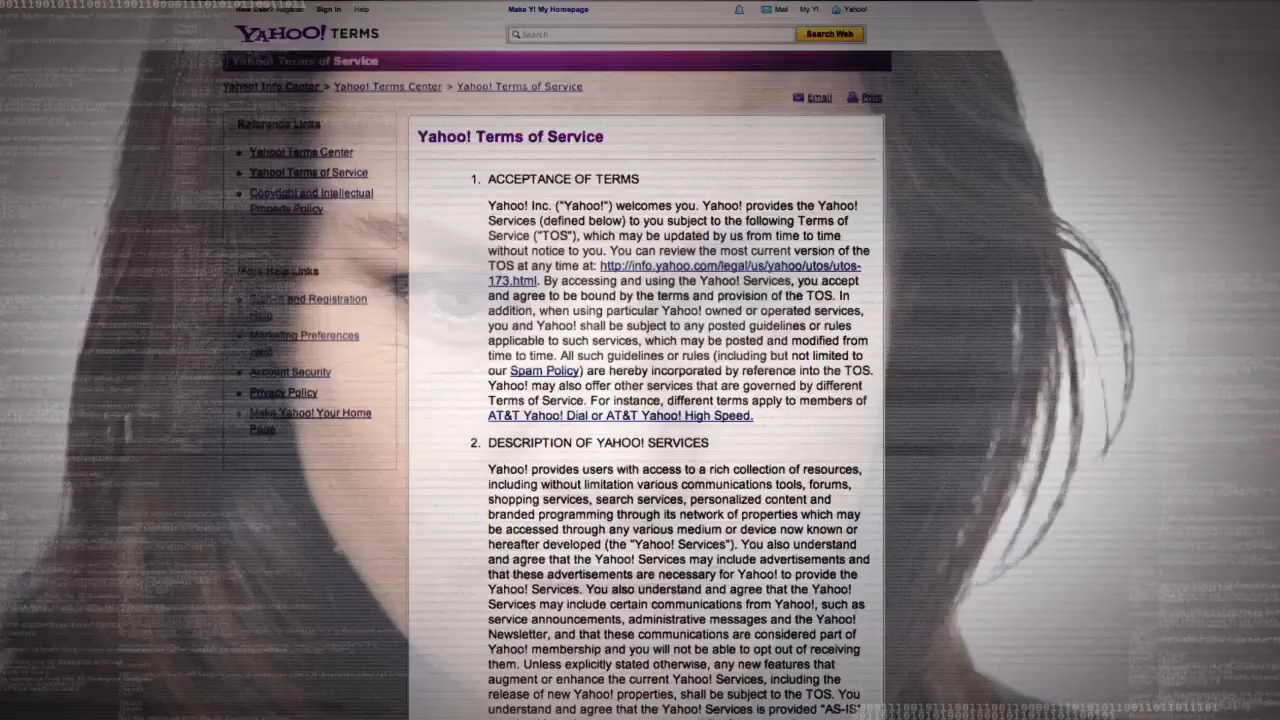 New User? Register Sign In Help Make Y! My Homepage Mail My Y! Yahoo!
YAHOO! TERMS Search Search Web
Yahoo! Terms of Service
Yahoo! Info Center > Yahoo! Terms Center > Yahoo! Terms of Service
Email Print
Reference Links
Yahoo! Terms Center
Yahoo! Terms of Service
Copyright and Intellectual
Property Policy
More Help Links
Sign-in and Registration
Help
Marketing Preferences
Help
Account Security
Privacy Policy
Make Yahoo! Your Home
Page
Yahoo! Terms of Service
1. ACCEPTANCE OF TERMS
Yahoo! Inc. ("Yahoo!") welcomes you. Yahoo! provides the Yahoo!
Services (defined below) to you subject to the following Terms of
Service ("TOS"), which may be updated by us from time to time
without notice to you. You can review the most current version of the
TOS at any time at: http://info.yahoo.com/legal/us/yahoo/utos/utos-
173.html. By accessing and using the Yahoo! Services, you accept
and agree to be bound by the terms and provision of the TOS. In
addition, when using particular Yahoo! owned or operated services,
you and Yahoo! shall be subject to any posted guidelines or rules
applicable to such services, which may be posted and modified from
time to time. All such guidelines or rules (including but not limited to
our Spam Policy) are hereby incorporated by reference into the TOS.
Yahoo! may also offer other services that are governed by different
Terms of Service. For instance, different terms apply to members of
AT&T Yahoo! Dial or AT&T Yahoo! High Speed.
2. DESCRIPTION OF YAHOO! SERVICES
Yahoo! provides users with access to a rich collection of resources,
including without limitation various communications tools, forums,
shopping services, search services, personalized content and
branded programming through its network of properties which may
be accessed through any various medium or device now known or
hereafter developed (the "Yahoo! Services"). You also understand
and agree that the Yahoo! Services may include advertisements and
that these advertisements are necessary for Yahoo! to provide the
Yahoo! Services. You also understand and agree that the Yahoo!
Services may include certain communications from Yahoo!, such as
service announcements, administrative messages and the Yahoo!
Newsletter, and that these communications are considered part of
Yahoo! membership and you will not be able to opt out of receiving
them. Unless explicitly stated otherwise, any new features that
augment or enhance the current Yahoo! Services, including the
release of new Yahoo! properties, shall be subject to the TOS. You
understand and agree that the Yahoo! Services is provided "AS-IS"